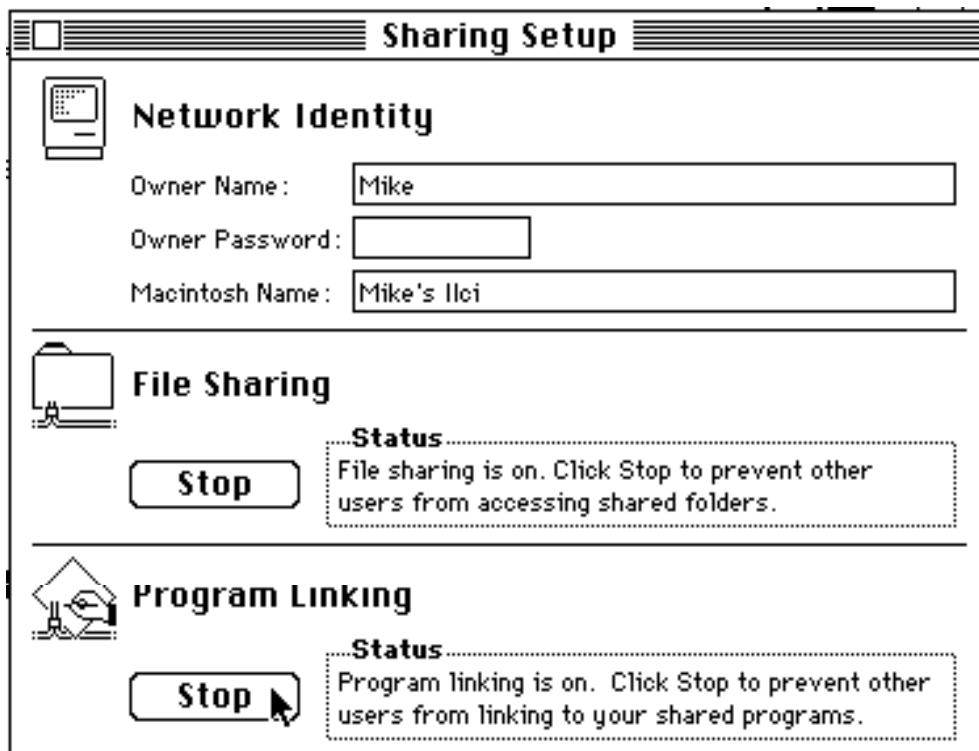 Sharing Setup
Network Identity
Owner Name:
Mike
Owner Password:
Macintosh Name:
Mike's IIci
File Sharing
Status
Stop
File sharing is on. Click Stop to prevent other
users from accessing shared folders.
Program Linking
Status
Stop
Program linking is on. Click Stop to prevent other
users from linking to your shared programs.